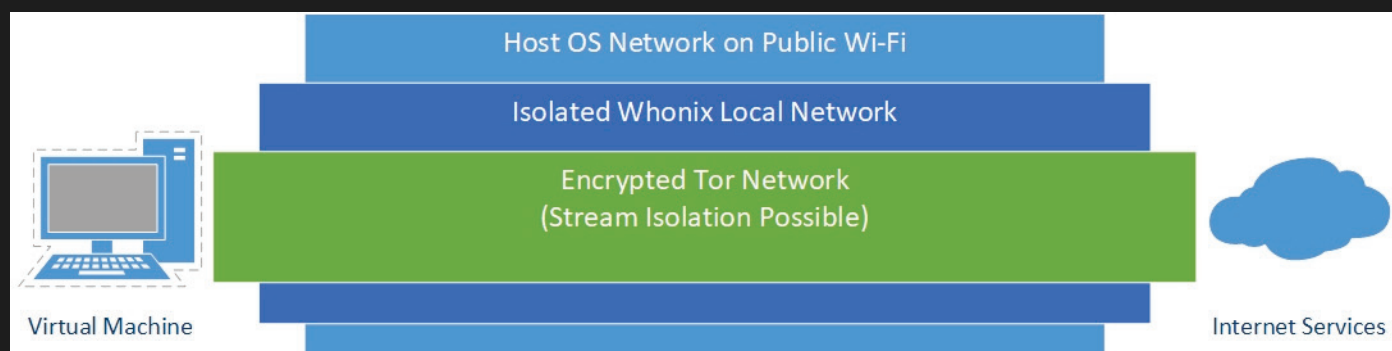 Host OS Network on Public Wi-Fi
Isolated Whonix Local Network
Encrypted Tor Network
(Stream Isolation Possible)
Virtual Machine
Internet Services